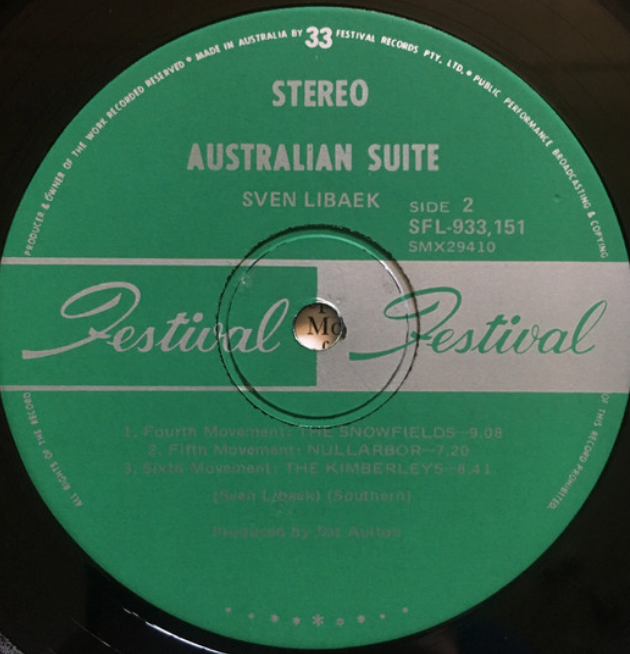 PRODUCER & OWNER OF THE WORK RECORDED RESERVED * MADE IN AUSTRALIA BY 33 FESTIVAL RECORDS PTY. LTD. * PUBLIC PERFORMANCE BROADCASTING & COPYING
STEREO
AUSTRALIAN SUITE
SVEN LIBAEK
SIDE 2
SFL-933,151
SMX29410
Festival Festival
Mo
1. Fourth Movement: THE SNOWFIELDS—9.08
2. Fifth Movement: NULLARBOR—7.20
3. Sixth Movement: THE KIMBERLEYS—8.41
(Sven Libaek) (Southern)
Produced by Pat Aulton
ALL RIGHTS OF THE RECORD
OF THIS RECORD PROHIBITED.